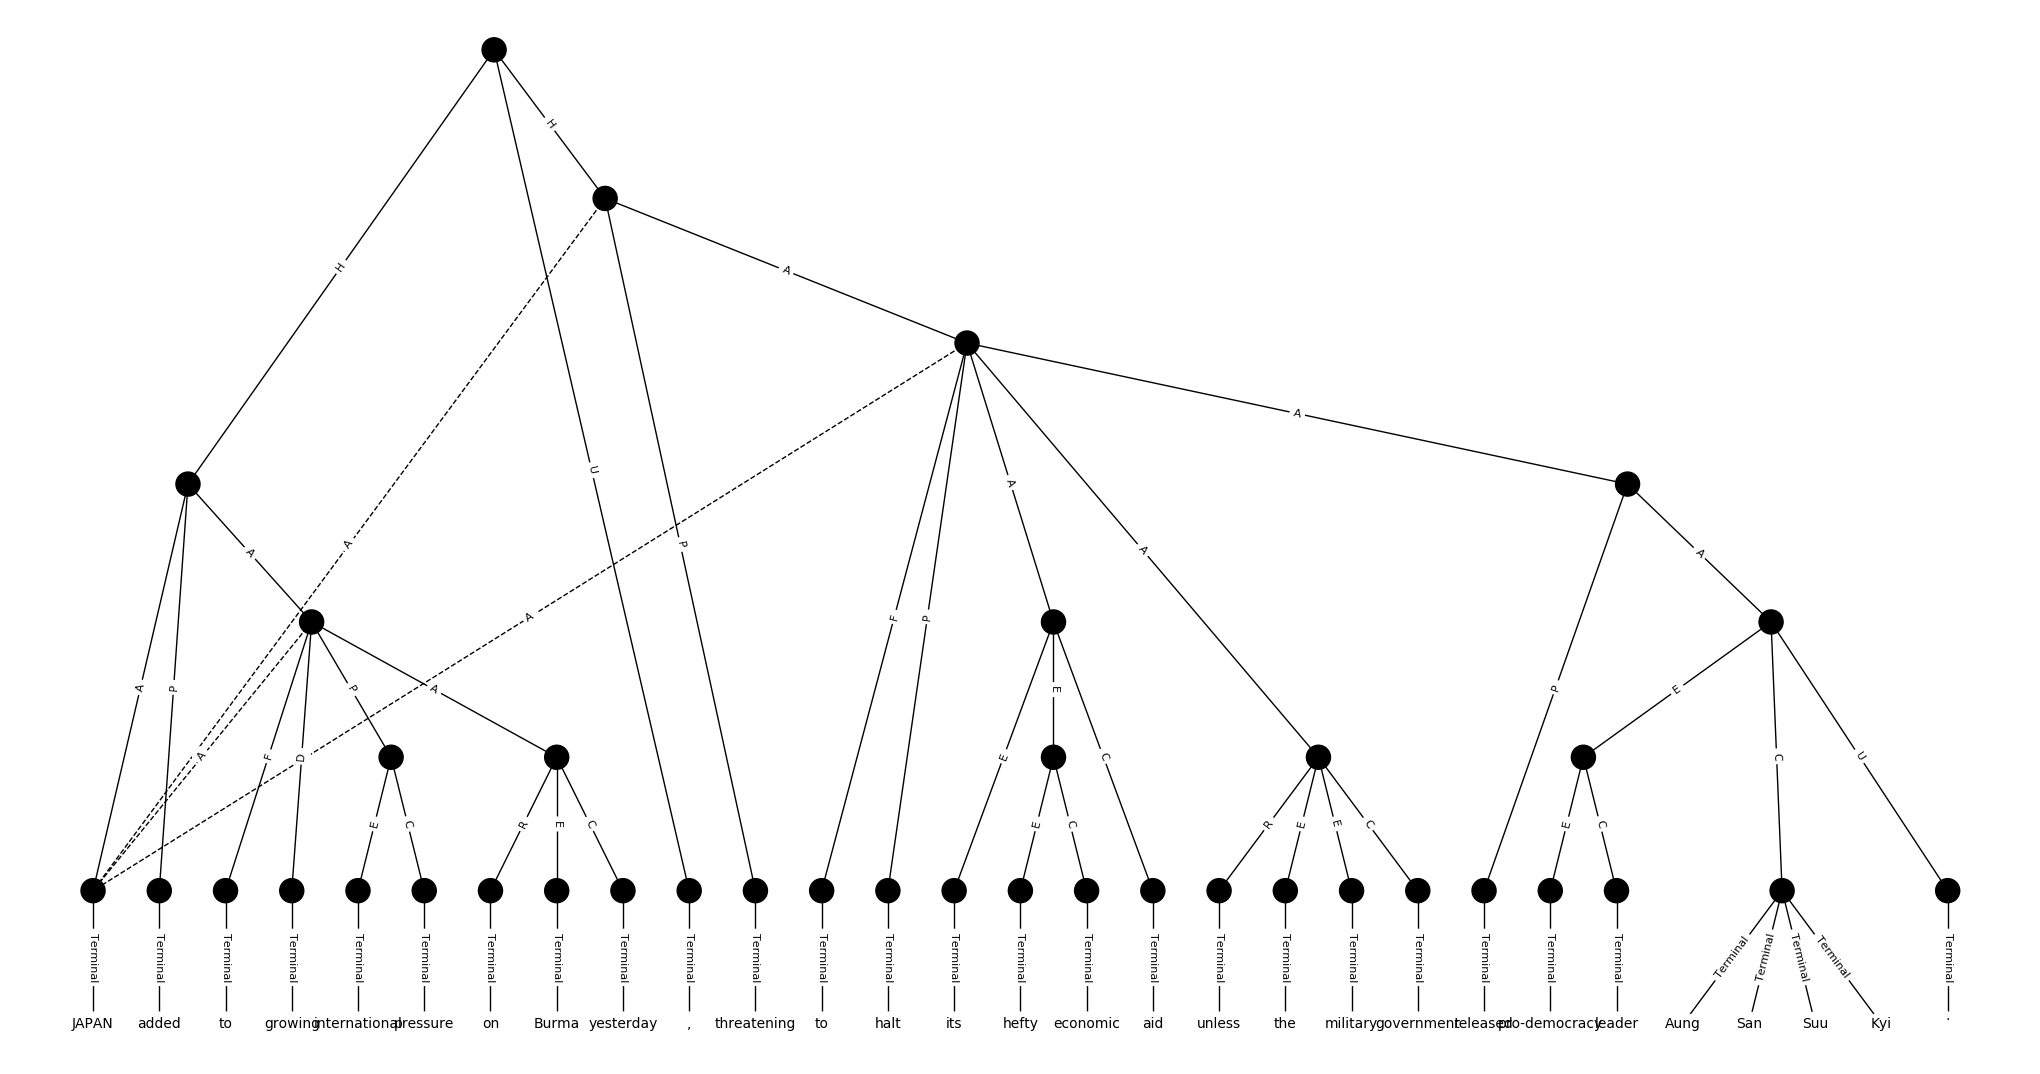 H
H
A
A
U
A
A
A
P
A
A
F
P
A
P
A
E
P
E
A
A
F
D
E
C
C
U
E
C
R
E
C
E
C
R
E
E
C
E
C
Terminal Terminal Terminal Terminal Terminal Terminal Terminal Terminal Terminal Terminal Terminal Terminal Terminal Terminal Terminal Terminal Terminal Terminal Terminal Terminal Terminal Terminal Terminal Terminal Terminal Terminal Terminal Terminal Terminal
JAPAN added to growing international pressure on Burma yesterday , threatening to halt its hefty economic aid unless the military government released pro-democracy leader Aung San Suu Kyi .